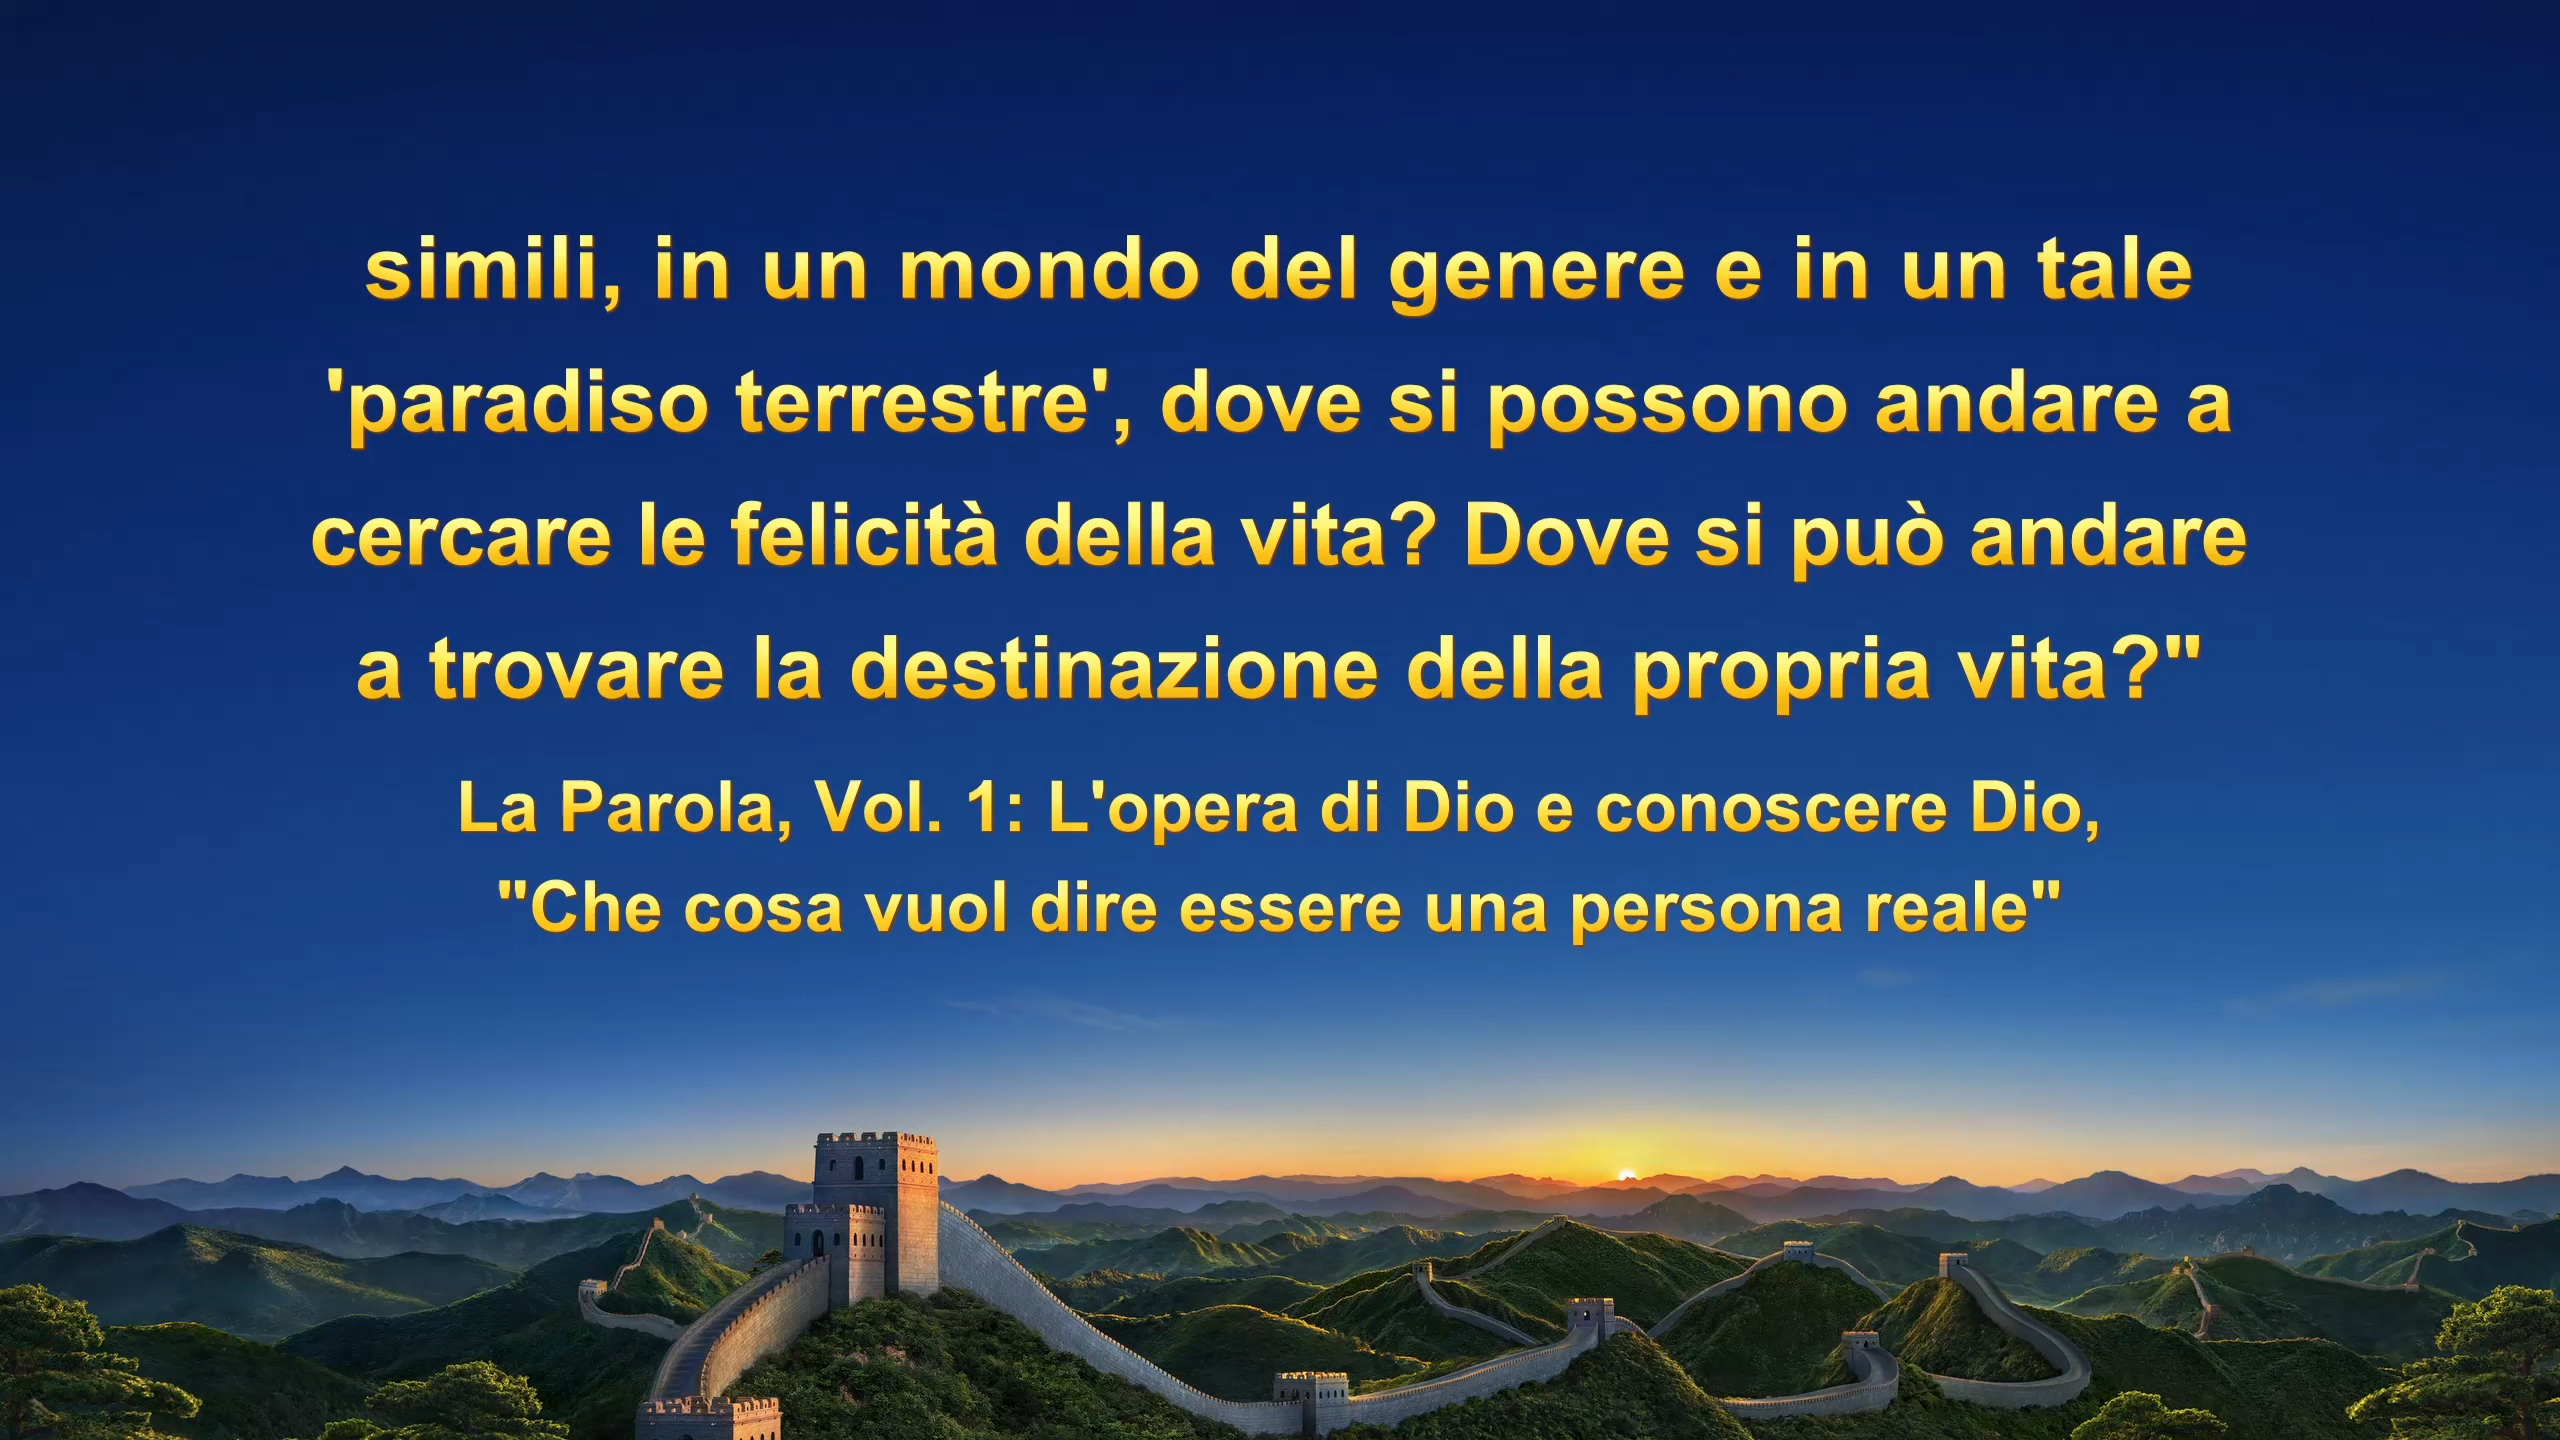 simili, in un mondo del genere e in un tale
'paradiso terrestre', dove si possono andare a
cercare le felicità della vita? Dove si può andare
a trovare la destinazione della propria vita?"
La Parola, Vol. 1: L'opera di Dio e conoscere Dio,
"Che cosa vuol dire essere una persona reale"